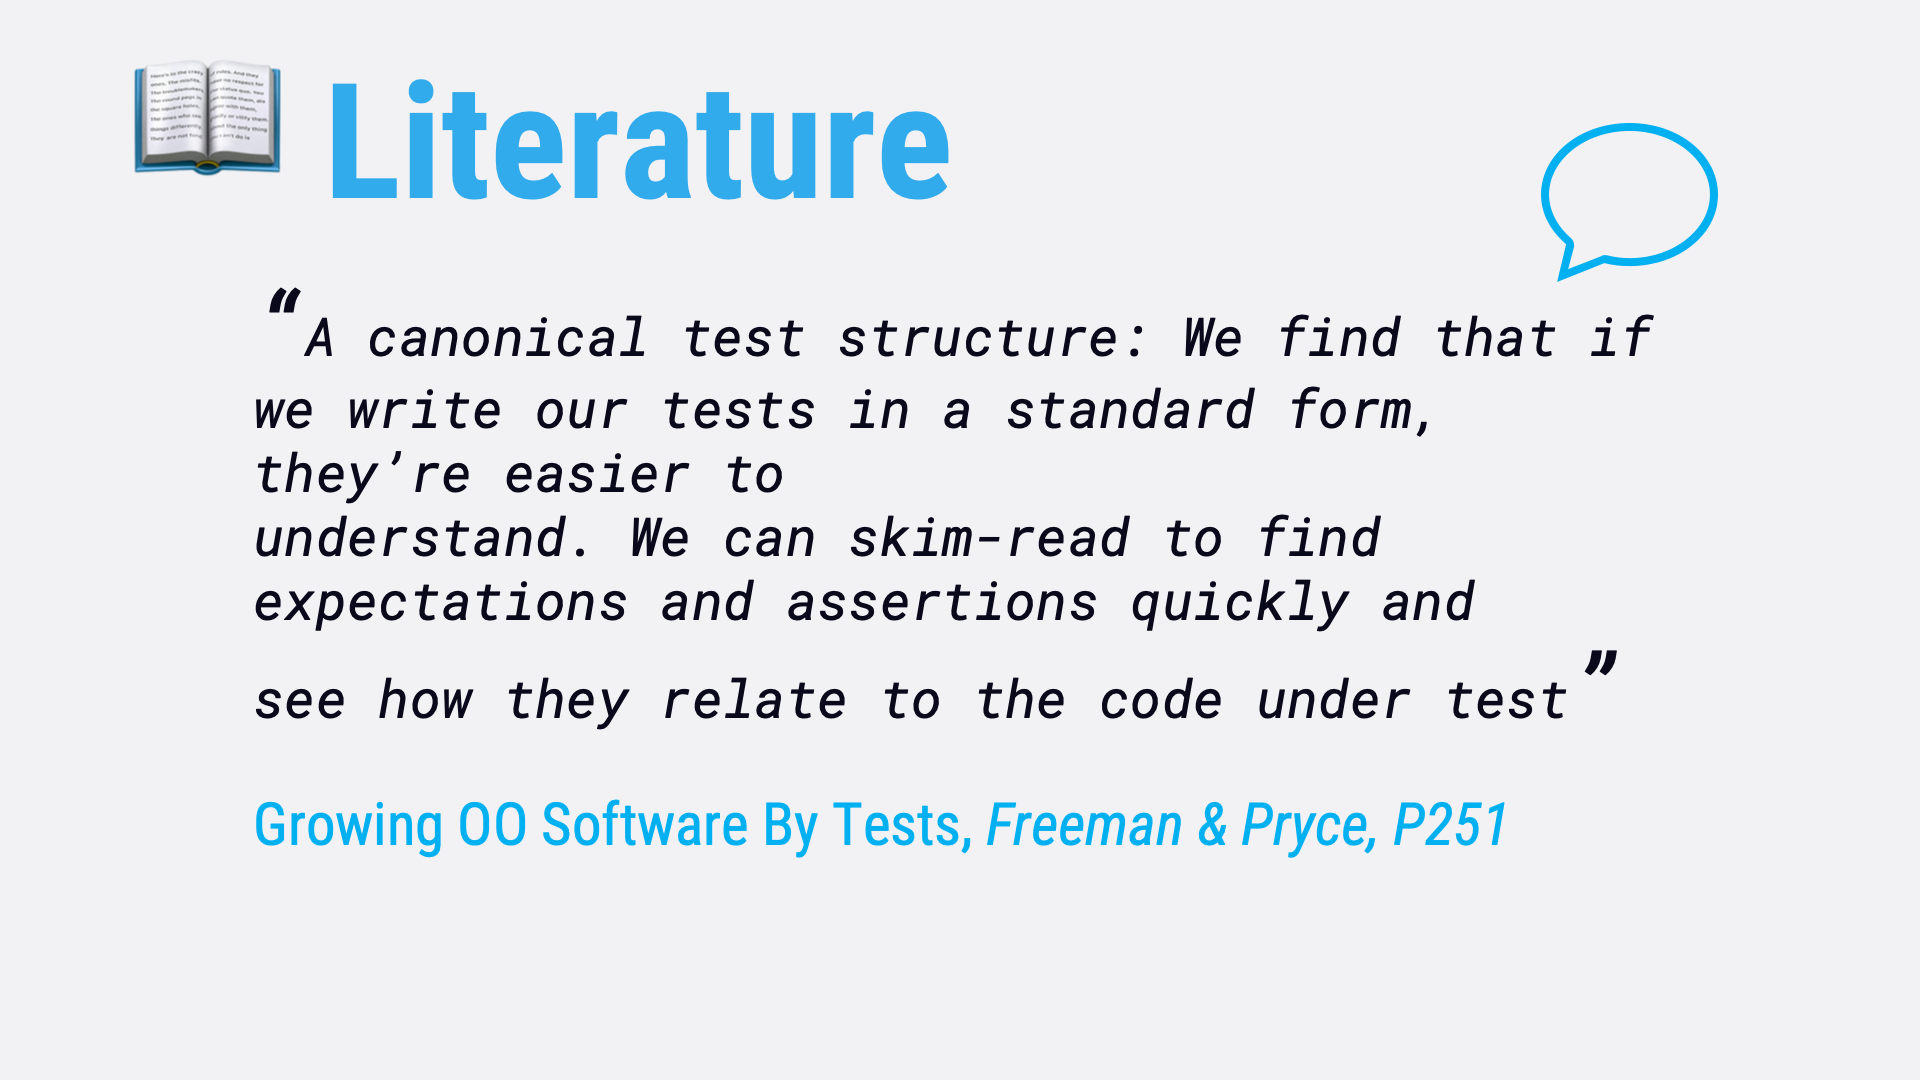 Literature
“A canonical test structure: We find that if
we write our tests in a standard form,
they’re easier to
understand. We can skim-read to find
expectations and assertions quickly and
see how they relate to the code under test”
Growing OO Software By Tests, Freeman & Pryce, P251